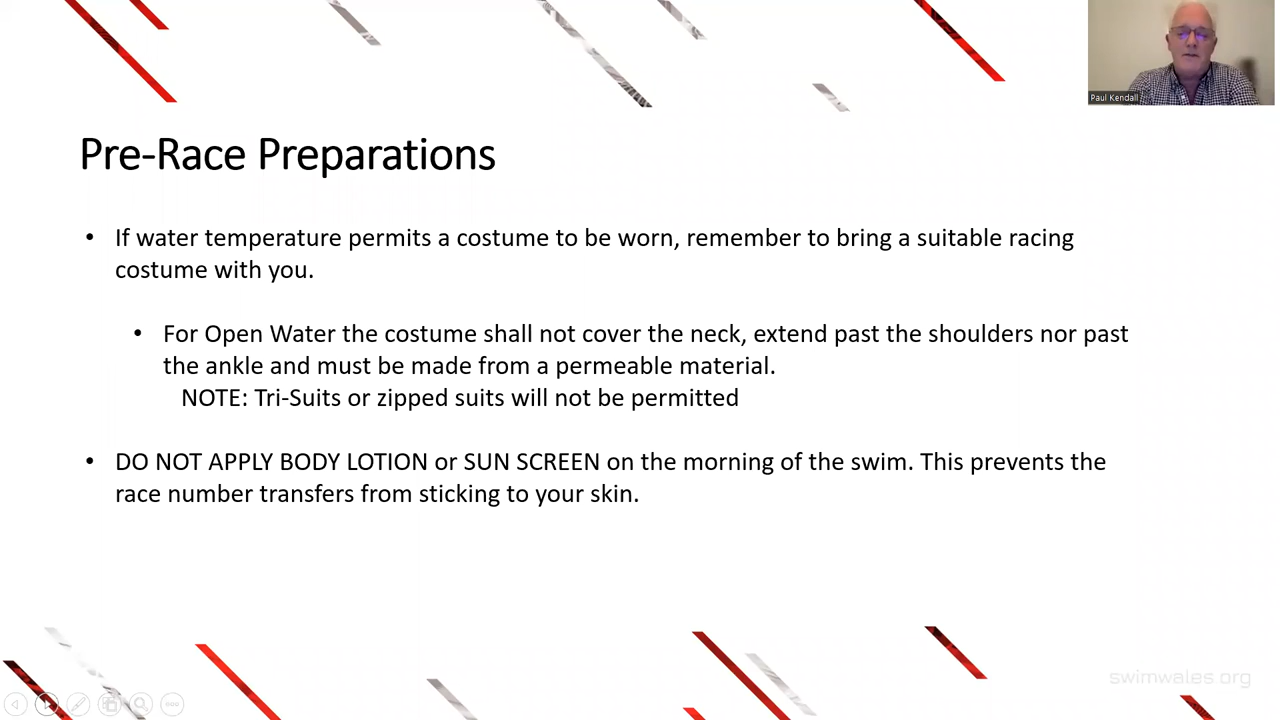 Paul Kendall
Pre-Race Preparations
• If water temperature permits a costume to be worn, remember to bring a suitable racing
costume with you.
• For Open Water the costume shall not cover the neck, extend past the shoulders nor past
the ankle and must be made from a permeable material.
NOTE: Tri-Suits or zipped suits will not be permitted
• DO NOT APPLY BODY LOTION or SUN SCREEN on the morning of the swim. This prevents the
race number transfers from sticking to your skin.
swimwales.org